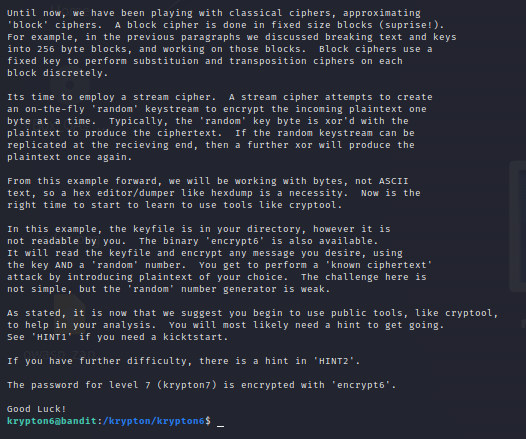 Until now, we have been playing with classical ciphers, approximating
'block' ciphers.  A block cipher is done in fixed size blocks (suprise!).
For example, in the previous paragraphs we discussed breaking text and keys
into 256 byte blocks, and working on those blocks.  Block ciphers use a
fixed key to perform substituion and transposition ciphers on each
block discretely.

Its time to employ a stream cipher.  A stream cipher attempts to create
an on-the-fly 'random' keystream to encrypt the incoming plaintext one
byte at a time.  Typically, the 'random' key byte is xor'd with the
plaintext to produce the ciphertext.  If the random keystream can be
replicated at the recieving end, then a further xor will produce the
plaintext once again.

From this example forward, we will be working with bytes, not ASCII
text, so a hex editor/dumper like hexdump is a necessity.  Now is the
right time to start to learn to use tools like cryptool.

In this example, the keyfile is in your directory, however it is
not readable by you.  The binary 'encrypt6' is also available.
It will read the keyfile and encrypt any message you desire, using
the key AND a 'random' number.  You get to perform a 'known ciphertext'
attack by introducing plaintext of your choice.  The challenge here is
not simple, but the 'random' number generator is weak.

As stated, it is now that we suggest you begin to use public tools, like cryptool,
to help in your analysis.  You will most likely need a hint to get going.
See 'HINT1' if you need a kickstart.

If you have further difficulty, there is a hint in 'HINT2'.

The password for level 7 (krypton7) is encrypted with 'encrypt6'.

Good Luck!
krypton6@bandit:/krypton/krypton6$ _